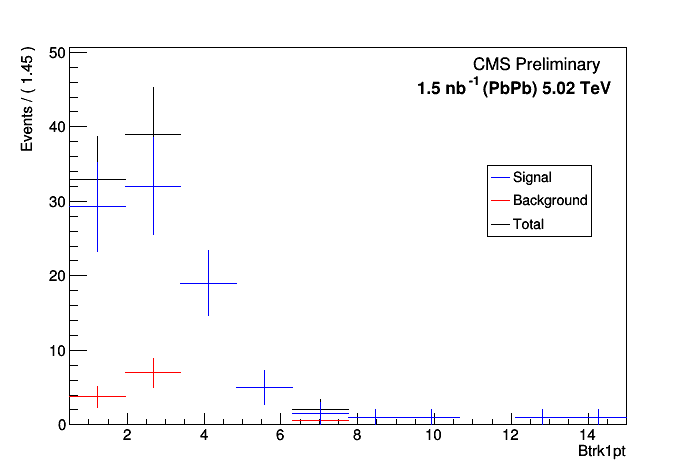 CMS Preliminary
1.5 nb⁻¹ (PbPb) 5.02 TeV
Events / ( 1.45 )
50
40
30
20
10
0
Signal
Background
Total
2 4 6 8 10 12 14
Btrk1pt